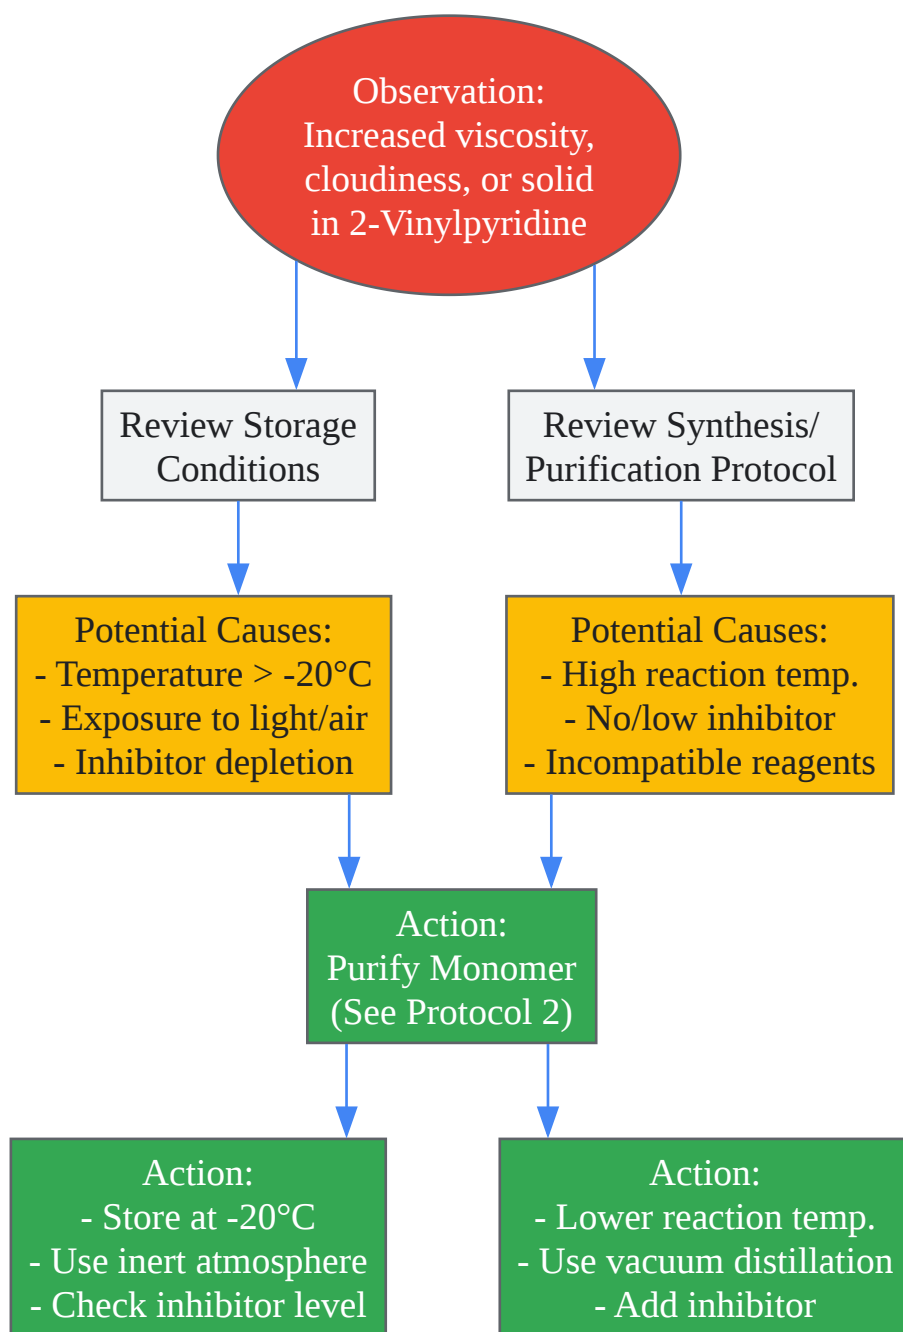 Observation:
Increased viscosity,
cloudiness, or solid
in 2-Vinylpyridine
Review Storage
Conditions
Review Synthesis/
Purification Protocol
Potential Causes:
- Temperature > -20°C
- Exposure to light/air
- Inhibitor depletion
Potential Causes:
- High reaction temp.
- No/low inhibitor
- Incompatible reagents
Action:
Purify Monomer
(See Protocol 2)
Action:
- Store at -20°C
- Use inert atmosphere
- Check inhibitor level
Action:
- Lower reaction temp.
- Use vacuum distillation
- Add inhibitor